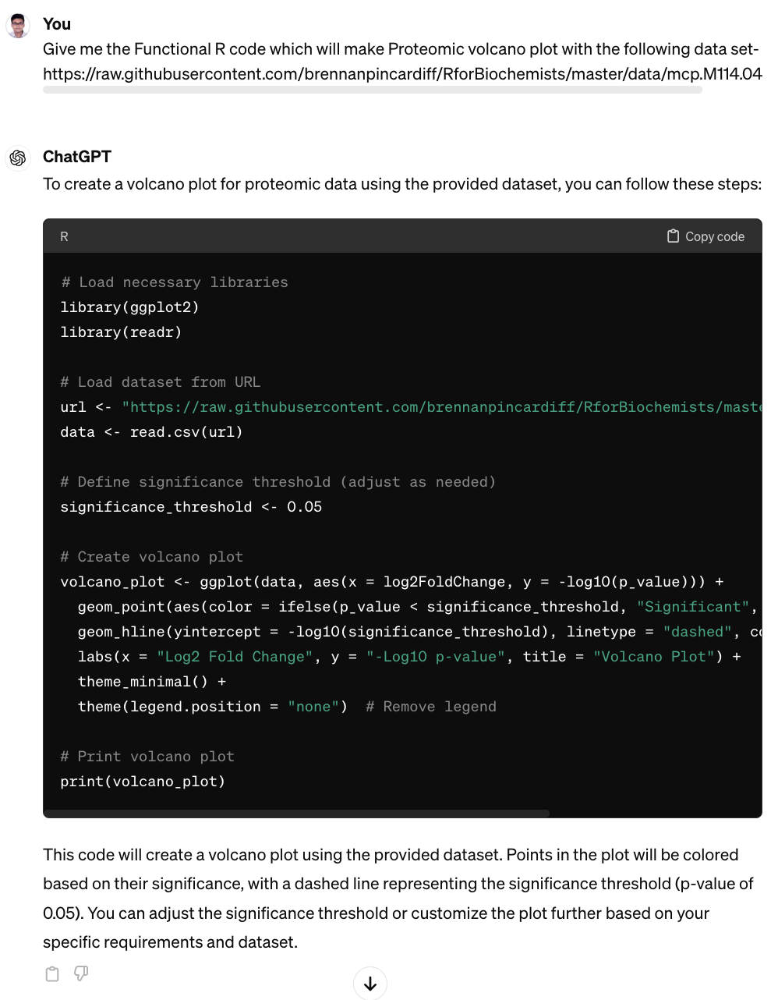 You
Give me the Functional R code which will make Proteomic volcano plot with the following data set-
https://raw.githubusercontent.com/brennanpincardiff/RforBiochemists/master/data/mcp.M114.04
ChatGPT
To create a volcano plot for proteomic data using the provided dataset, you can follow these steps:
R
Copy code
# Load necessary libraries
library(ggplot2)
library(readr)
# Load dataset from URL
url <- "https://raw.githubusercontent.com/brennanpincardiff/RforBiochemists/maste
data <- read.csv(url)
# Define significance threshold (adjust as needed)
significance_threshold <- 0.05
# Create volcano plot
volcano_plot <- ggplot(data, aes(x = log2FoldChange, y = -log10(p_value))) +
  geom_point(aes(color = ifelse(p_value < significance_threshold, "Significant",
  geom_hline(yintercept = -log10(significance_threshold), linetype = "dashed", co
  labs(x = "Log2 Fold Change", y = "-Log10 p-value", title = "Volcano Plot") +
  theme_minimal() +
  theme(legend.position = "none")  # Remove legend
# Print volcano plot
print(volcano_plot)
This code will create a volcano plot using the provided dataset. Points in the plot will be colored
based on their significance, with a dashed line representing the significance threshold (p-value of
0.05). You can adjust the significance threshold or customize the plot further based on your
specific requirements and dataset.